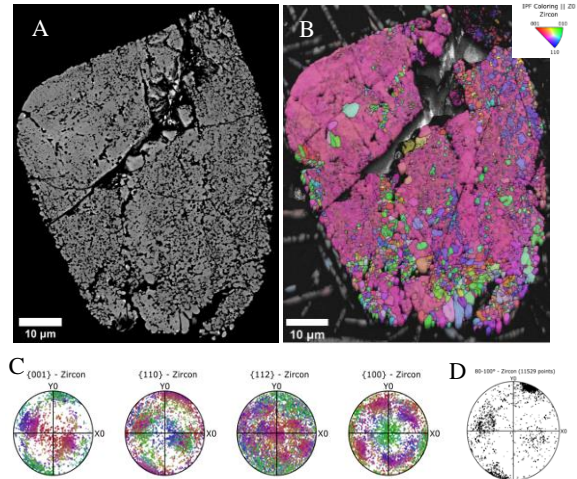 A
B
IPF Coloring || Z0
Zircon
001 010
110
10 μm
10 μm
C
D
{001} - Zircon
{110} - Zircon
{112} - Zircon
{100} - Zircon
80-100° - Zircon (11529 points)
Y0
Y0
Y0
Y0
Y0
X0
X0
X0
X0
X0